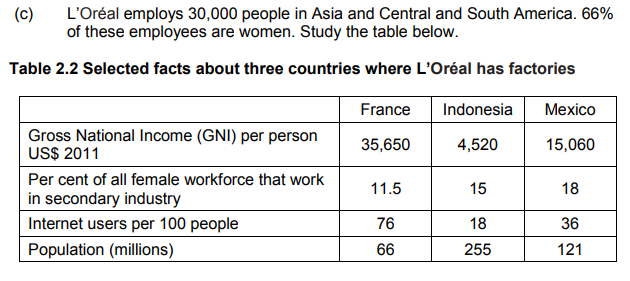 (c) L'Oréal employs 30,000 people in Asia and Central and South America. 66%
of these employees are women. Study the table below.
Table 2.2 Selected facts about three countries where L'Oréal has factories
France Indonesia Mexico
Gross National Income (GNI) per person
US$ 2011
35,650 4,520 15,060
Per cent of all female workforce that work
in secondary industry
11.5 15 18
Internet users per 100 people 76 18 36
Population (millions) 66 255 121